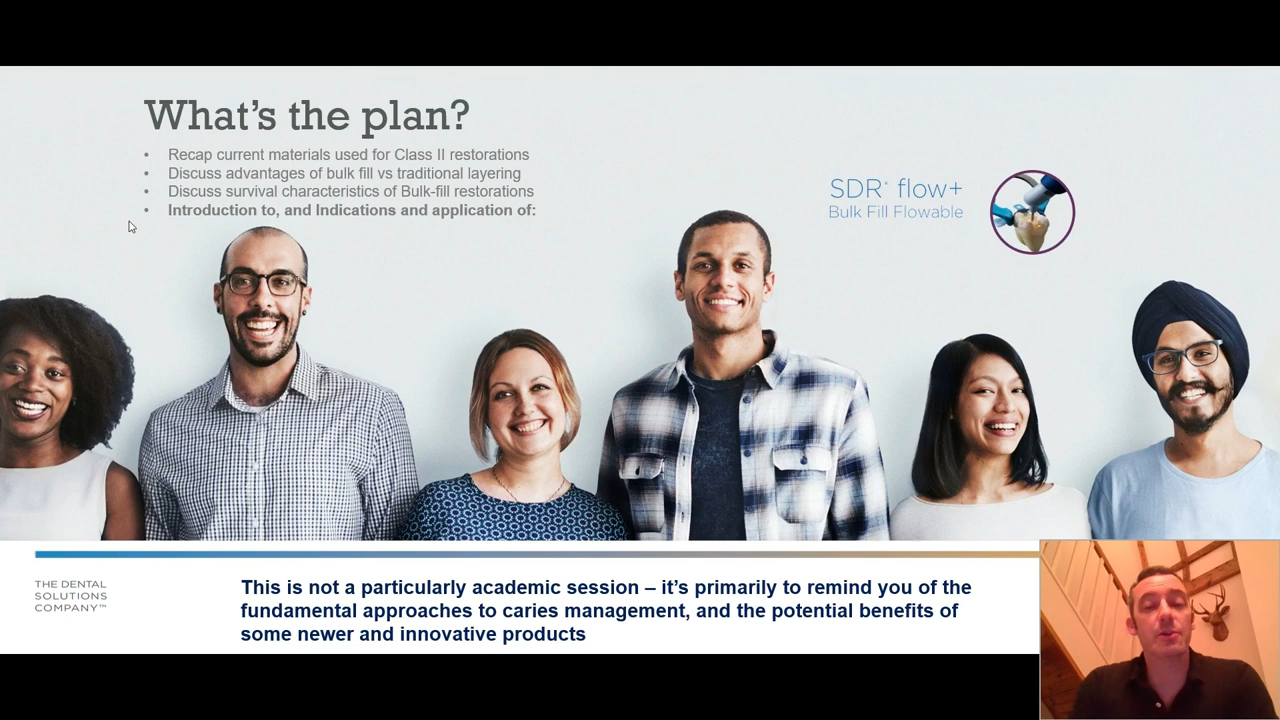 What's the plan?
• Recap current materials used for Class II restorations
• Discuss advantages of bulk fill vs traditional layering
• Discuss survival characteristics of Bulk-fill restorations
• Introduction to, and Indications and application of:
SDR® flow+
Bulk Fill Flowable
THE DENTAL
SOLUTIONS
COMPANY™
This is not a particularly academic session – it's primarily to remind you of the
fundamental approaches to caries management, and the potential benefits of
some newer and innovative products